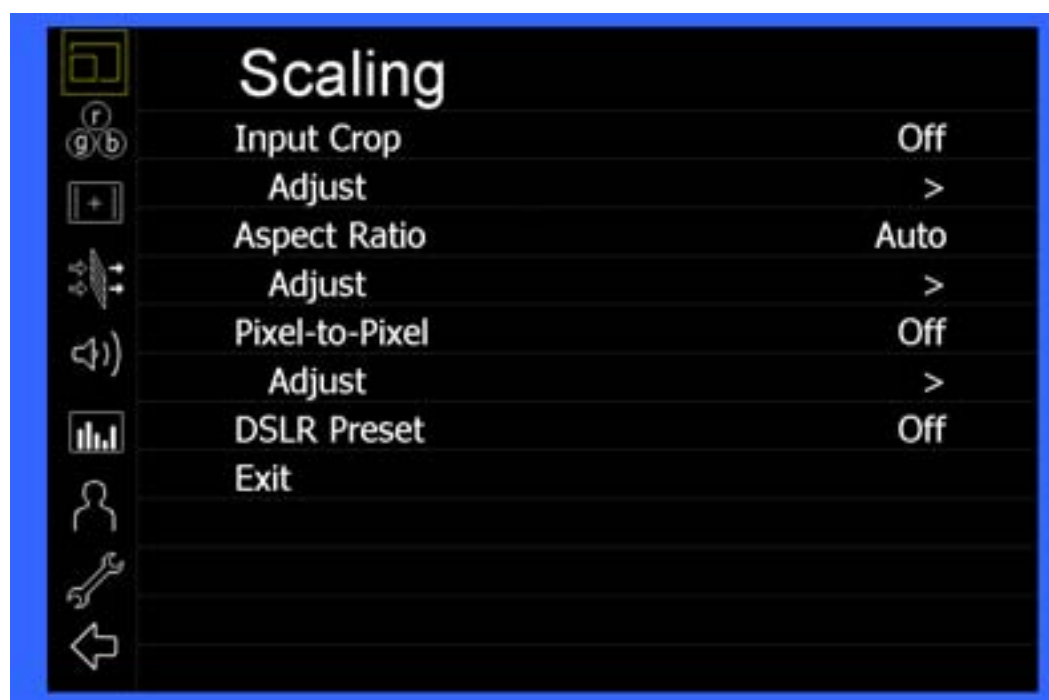 Scaling
r
g b
Input Crop Off
Adjust >
Aspect Ratio Auto
Adjust >
Pixel-to-Pixel Off
Adjust >
DSLR Preset Off
Exit